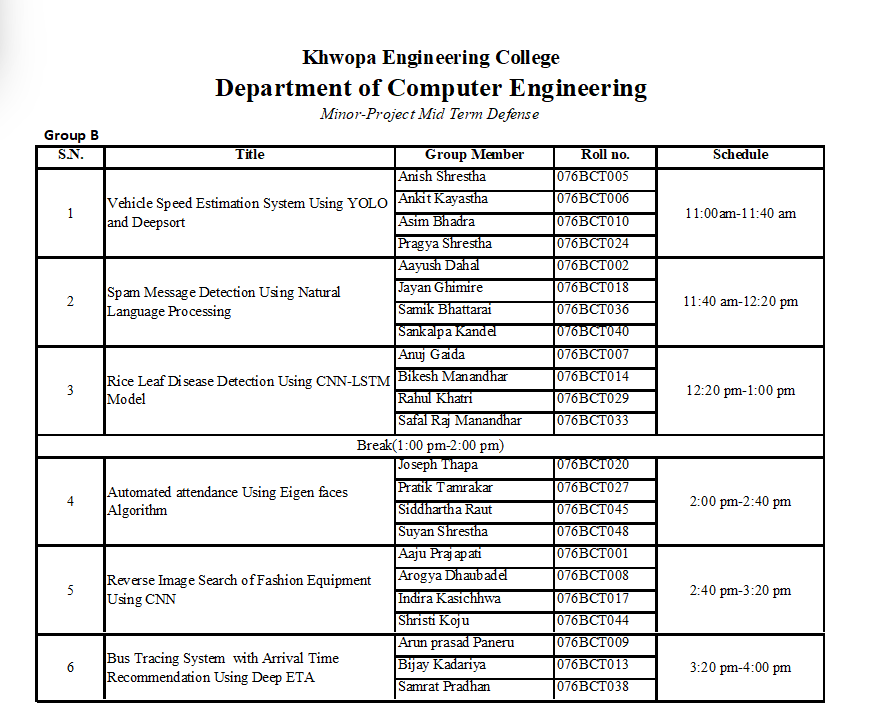 Khwopa Engineering College
Department of Computer Engineering
Minor-Project Mid Term Defense
Group B
S.N. Title Group Member Roll no. Schedule
1 Vehicle Speed Estimation System Using YOLO and Deepsort 11:00am-11:40 am
Anish Shrestha 076BCT005
Ankit Kayastha 076BCT006
Asim Bhadra 076BCT010
Pragya Shrestha 076BCT024
2 Spam Message Detection Using Natural Language Processing 11:40 am-12:20 pm
Aayush Dahal 076BCT002
Jayan Ghimire 076BCT018
Samik Bhattarai 076BCT036
Sankalpa Kandel 076BCT040
3 Rice Leaf Disease Detection Using CNN-LSTM Model 12:20 pm-1:00 pm
Anuj Gaida 076BCT007
Bikesh Manandhar 076BCT014
Rahul Khatri 076BCT029
Safal Raj Manandhar 076BCT033
Break(1:00 pm-2:00 pm)
4 Automated attendance Using Eigen faces Algorithm 2:00 pm-2:40 pm
Joseph Thapa 076BCT020
Pratik Tamrakar 076BCT027
Siddhartha Raut 076BCT045
Suyan Shrestha 076BCT048
5 Reverse Image Search of Fashion Equipment Using CNN 2:40 pm-3:20 pm
Aaju Prajapati 076BCT001
Arogya Dhaubadel 076BCT008
Indira Kasichhwa 076BCT017
Shristi Koju 076BCT044
6 Bus Tracing System with Arrival Time Recommendation Using Deep ETA 3:20 pm-4:00 pm
Arun prasad Paneru 076BCT009
Bijay Kadariya 076BCT013
Samrat Pradhan 076BCT038